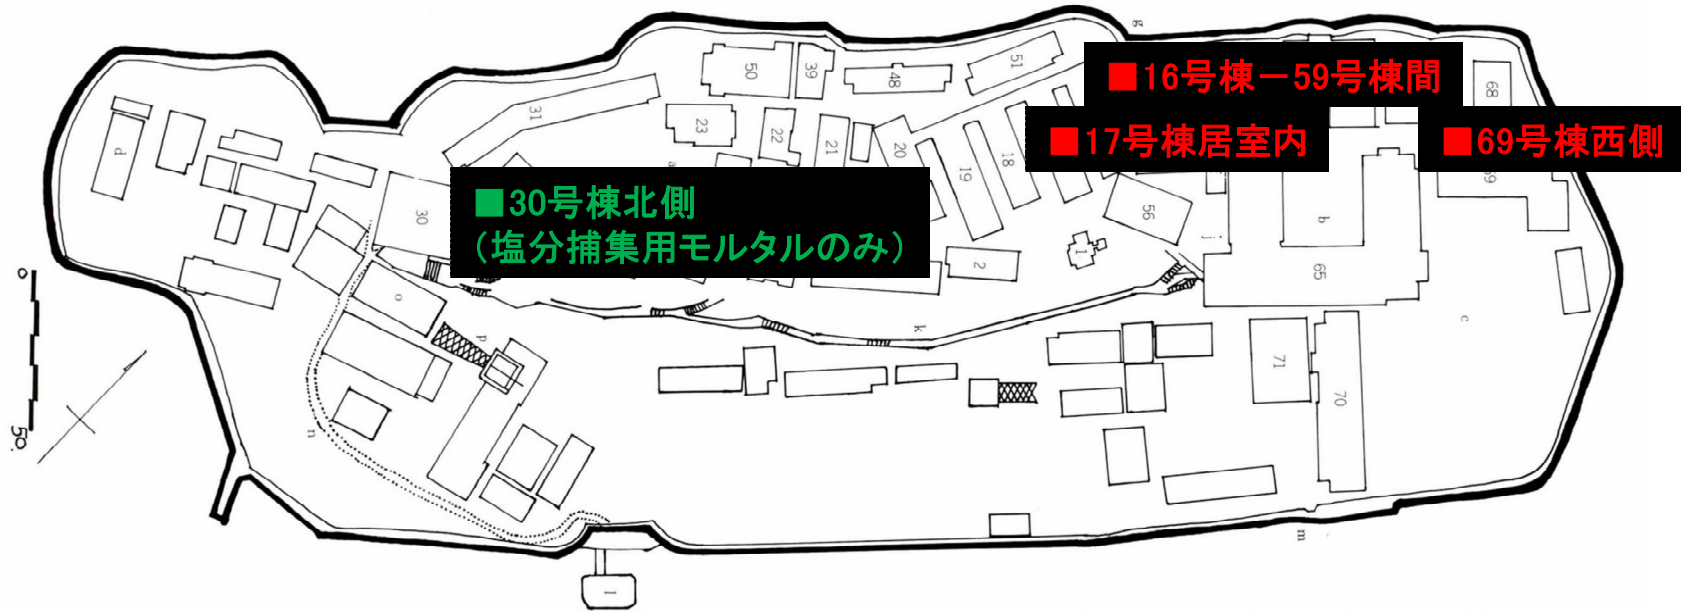 g
50
39
48
51
■16号棟－59号棟間
68
31
23
22
21
20
19
18
■17号棟居室内
■69号棟西側
d
a
30
■30号棟北側
（塩分捕集用モルタルのみ）
56
1
2
j
b
65
o
p
k
c
71
70
n
m
l
0
50.